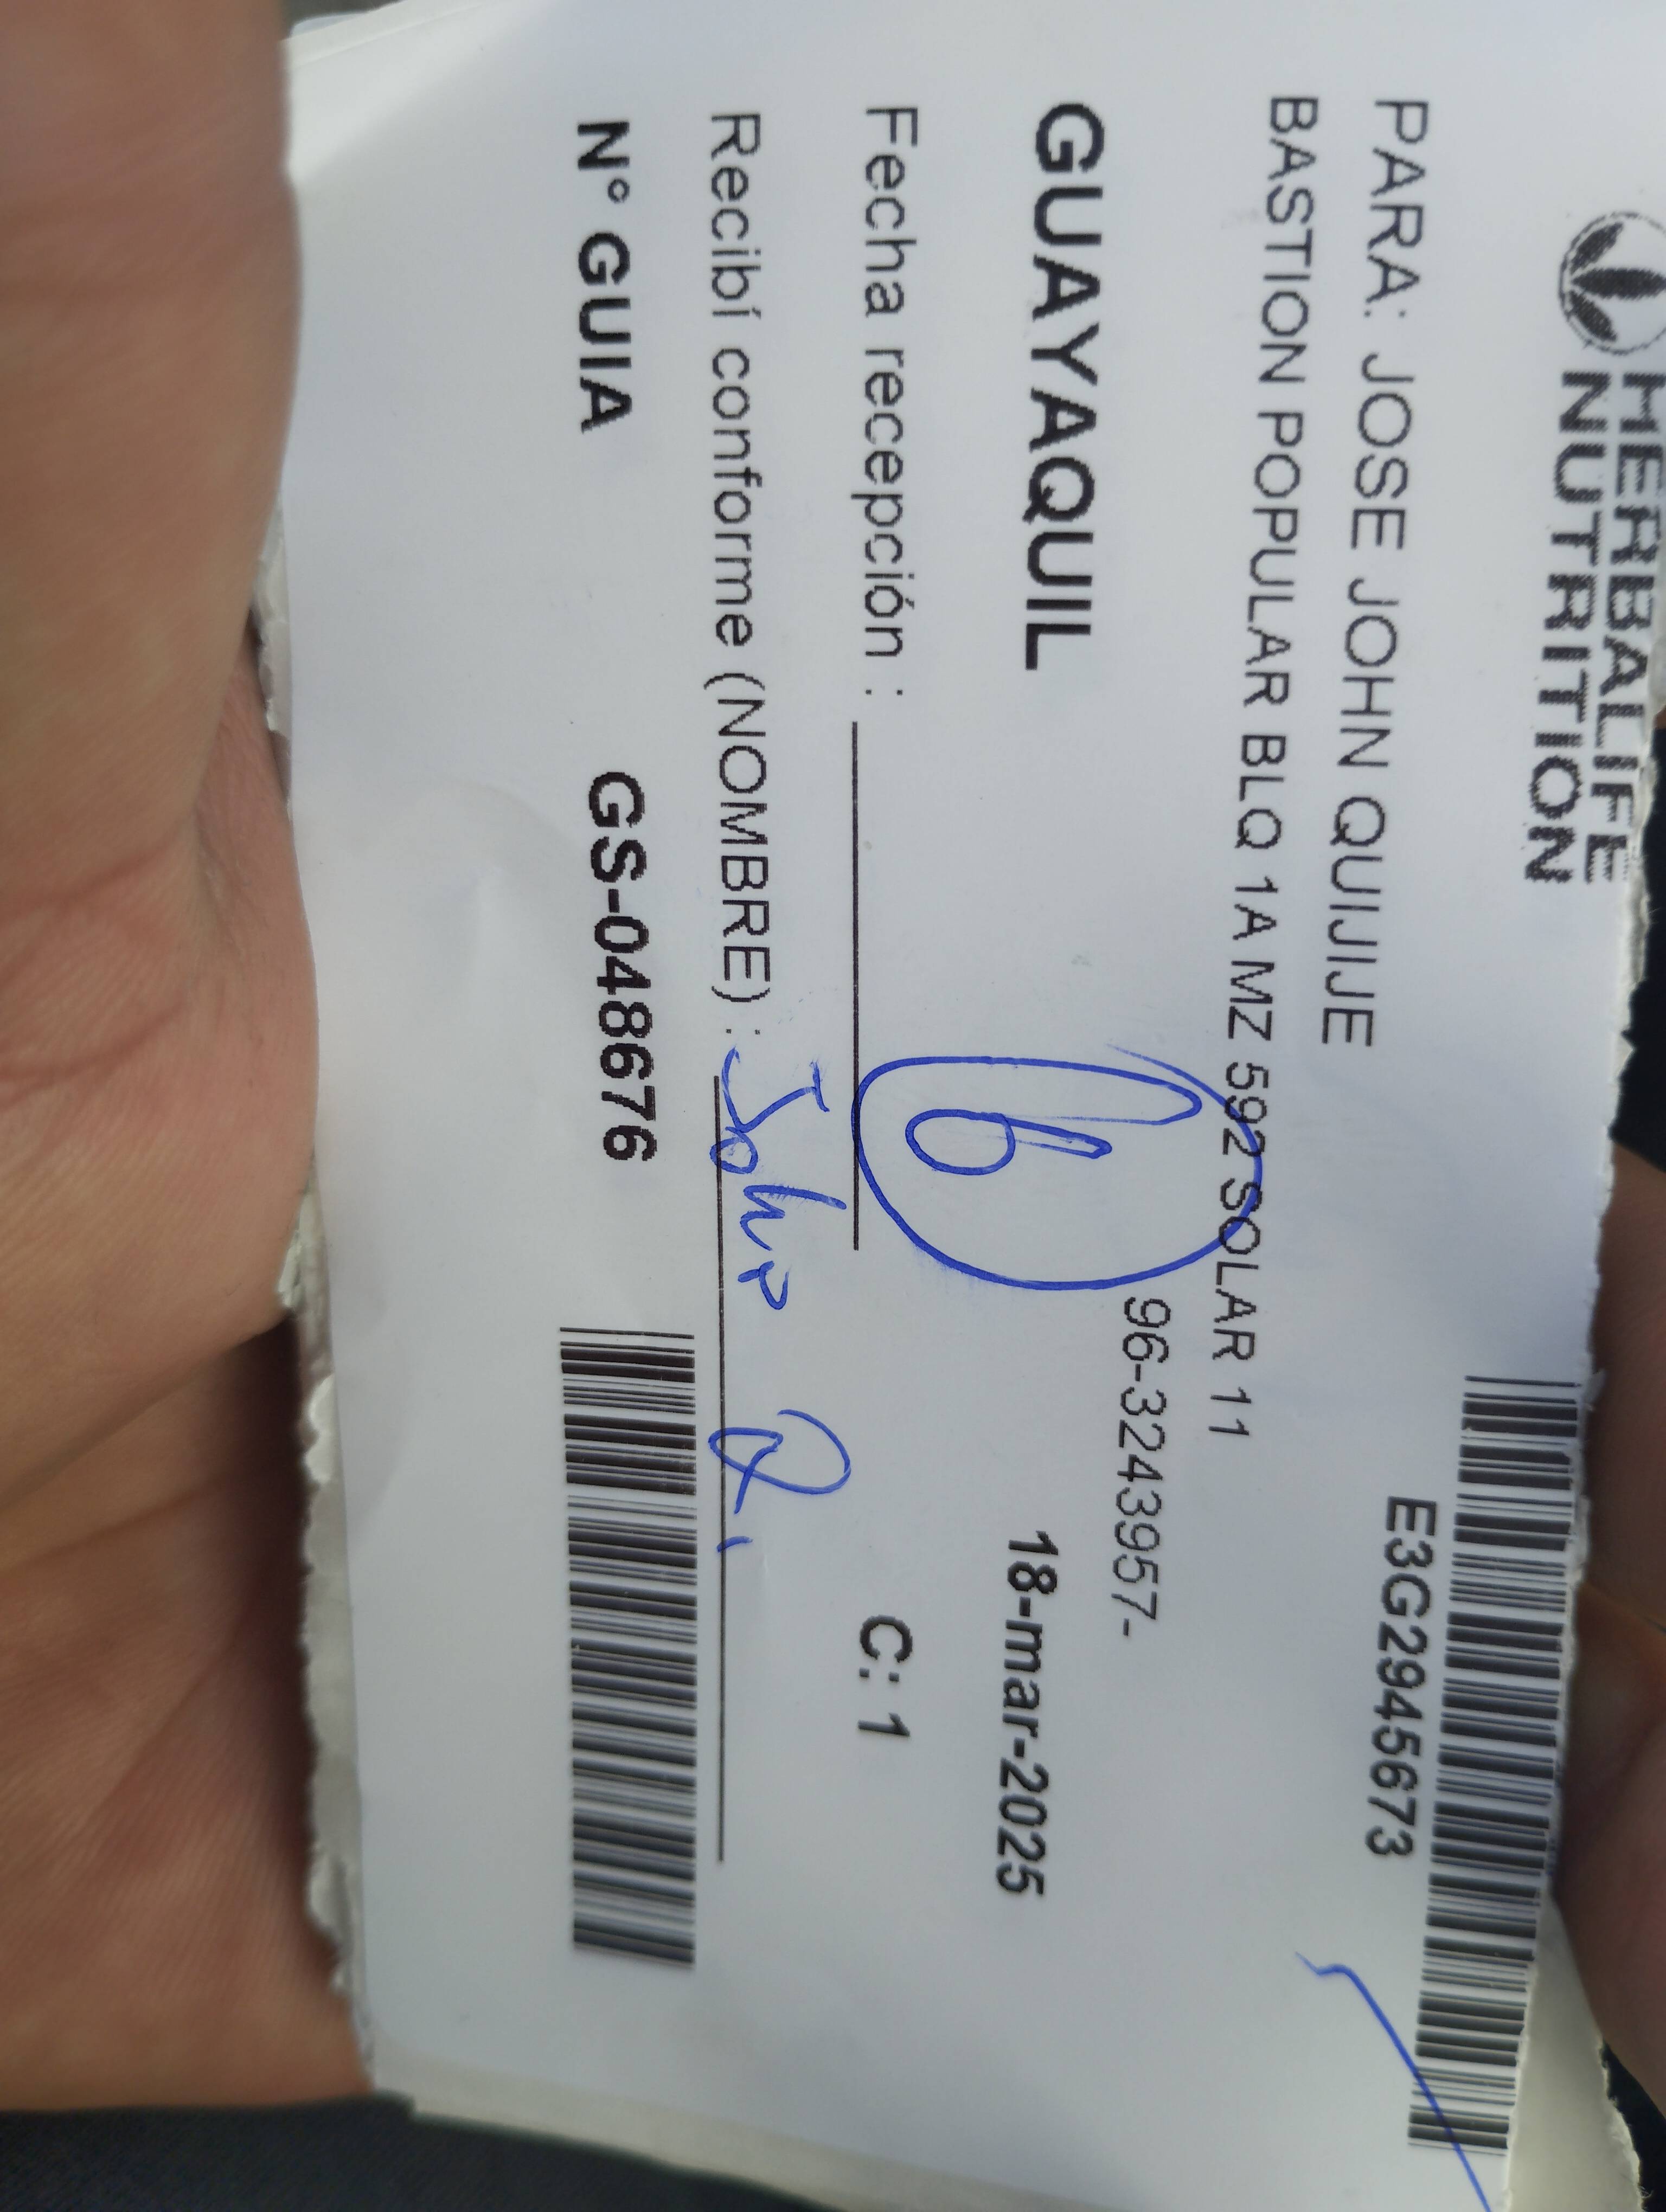 HERBALIFE
NUTRITION
E3G2945673
PARA: JOSE JOHN QUIJIJE
BASTION POPULAR BLQ 1A MZ 592 SOLAR 11
96-3243957-
GUAYAQUIL 18-mar-2025
6
Fecha recepción : C: 1
Recibí conforme (NOMBRE) : John Q.
N° GUIA GS-048676